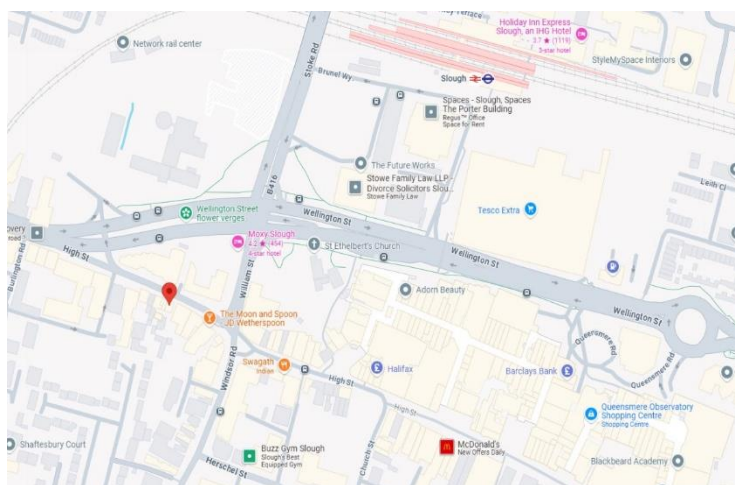 Holiday Inn Express
Slough, an IHG Hotel
3.7 ★ (1119)
3-star hotel
Network rail center
StyleMySpace Interiors
Stoke Rd
Brunel Wy
Slough
Spaces - Slough, Spaces
The Porter Building
Regus™ Office
Space for Rent
The Future Works
Stowe Family Law LLP -
Divorce Solicitors Slou...
Stowe Family Law
Leith Cl
B416
Wellington Street
flower verges
Wellington St
Tesco Extra
Moxy Slough
4.2 ★ (454)
4-star hotel
St Ethelbert's Church
Wellington St
High St
Burlington Rd
William St
Adorn Beauty
Wellington St
The Moon and Spoon
- JD Wetherspoon
Queensmere Rd
Swagath
Indian
Windsor Rd
High St
Halifax
Barclays Bank
Queensmere Rd
High St
Queensmere Observatory
Shopping Centre
Shopping Centre
Shaftesbury Court
Buzz Gym Slough
Slough's Best
Equipped Gym
Herschel St
Church St
McDonald's
New Offers Daily
Blackbeard Academy